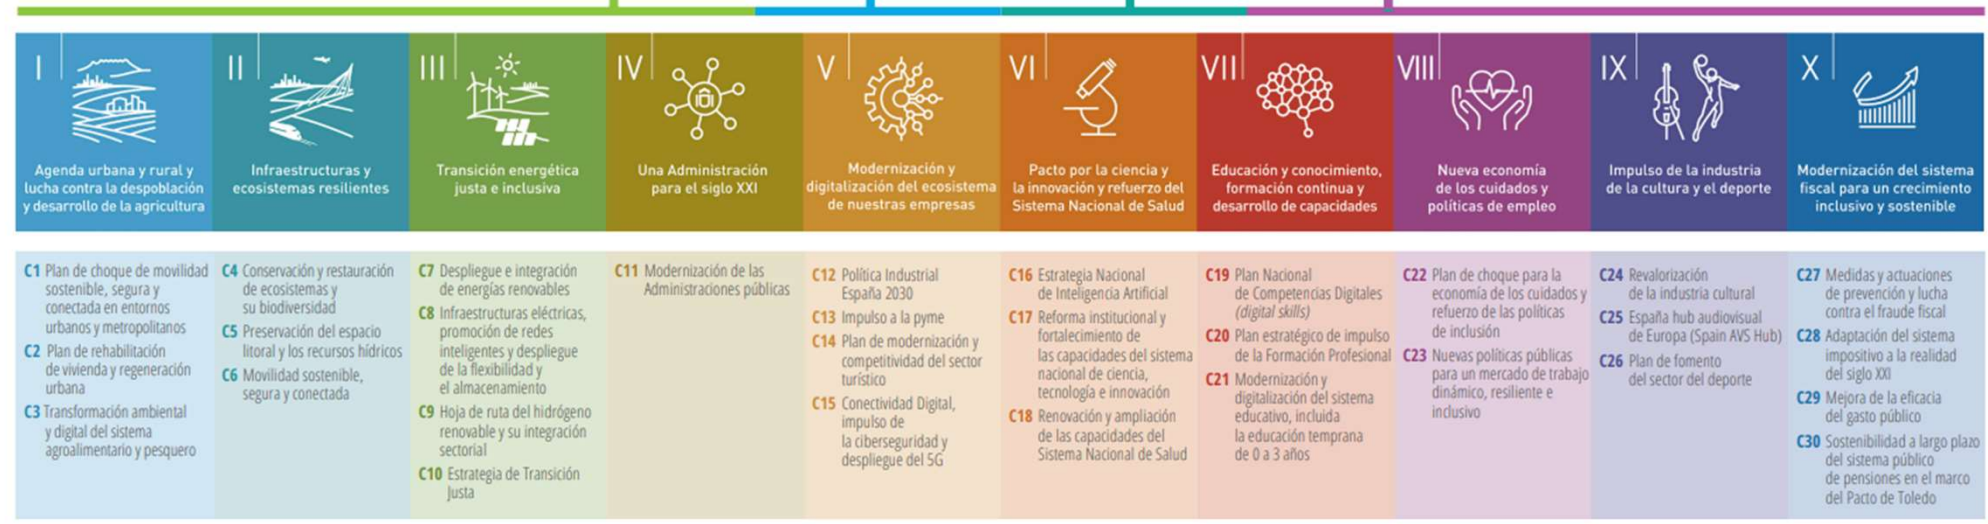 I
Agenda urbana y rural y
lucha contra la despoblación
y desarrollo de la agricultura
II
Infraestructuras y
ecosistemas resilientes
III
Transición energética
justa e inclusiva
IV
Una Administración
para el siglo XXI
V
Modernización y
digitalización del ecosistema
de nuestras empresas
VI
Pacto por la ciencia y
la innovación y refuerzo del
Sistema Nacional de Salud
VII
Educación y conocimiento,
formación continua y
desarrollo de capacidades
VIII
Nueva economía
de los cuidados y
políticas de empleo
IX
Impulso de la industria
de la cultura y el deporte
X
Modernización del sistema
fiscal para un crecimiento
inclusivo y sostenible
C1 Plan de choque de movilidad
sostenible, segura y
conectada en entornos
urbanos y metropolitanos
C2 Plan de rehabilitación
de vivienda y regeneración
urbana
C3 Transformación ambiental
y digital del sistema
agroalimentario y pesquero
C4 Conservación y restauración
de ecosistemas y
su biodiversidad
C5 Preservación del espacio
litoral y los recursos hídricos
C6 Movilidad sostenible,
segura y conectada
C7 Despliegue e integración
de energías renovables
C8 Infraestructuras eléctricas,
promoción de redes
inteligentes y despliegue
de la flexibilidad y
el almacenamiento
C9 Hoja de ruta del hidrógeno
renovable y su integración
sectorial
C10 Estrategia de Transición
Justa
C11 Modernización de las
Administraciones públicas
C12 Política Industrial
España 2030
C13 Impulso a la pyme
C14 Plan de modernización y
competitividad del sector
turístico
C15 Conectividad Digital,
impulso de
la ciberseguridad y
despliegue del 5G
C16 Estrategia Nacional
de Inteligencia Artificial
C17 Reforma institucional y
fortalecimiento de
las capacidades del sistema
nacional de ciencia,
tecnología e innovación
C18 Renovación y ampliación
de las capacidades del
Sistema Nacional de Salud
C19 Plan Nacional
de Competencias Digitales
(digital skills)
C20 Plan estratégico de impulso
de la Formación Profesional
C21 Modernización y
digitalización del sistema
educativo, incluida
la educación temprana
de 0 a 3 años
C22 Plan de choque para la
economía de los cuidados y
refuerzo de las políticas
de inclusión
C23 Nuevas políticas públicas
para un mercado de trabajo
dinámico, resiliente e
inclusivo
C24 Revalorización
de la industria cultural
C25 España hub audiovisual
de Europa (Spain AVS Hub)
C26 Plan de fomento
del sector del deporte
C27 Medidas y actuaciones
de prevención y lucha
contra el fraude fiscal
C28 Adaptación del sistema
impositivo a la realidad
del siglo XXI
C29 Mejora de la eficacia
del gasto público
C30 Sostenibilidad a largo plazo
del sistema público
de pensiones en el marco
del Pacto de Toledo